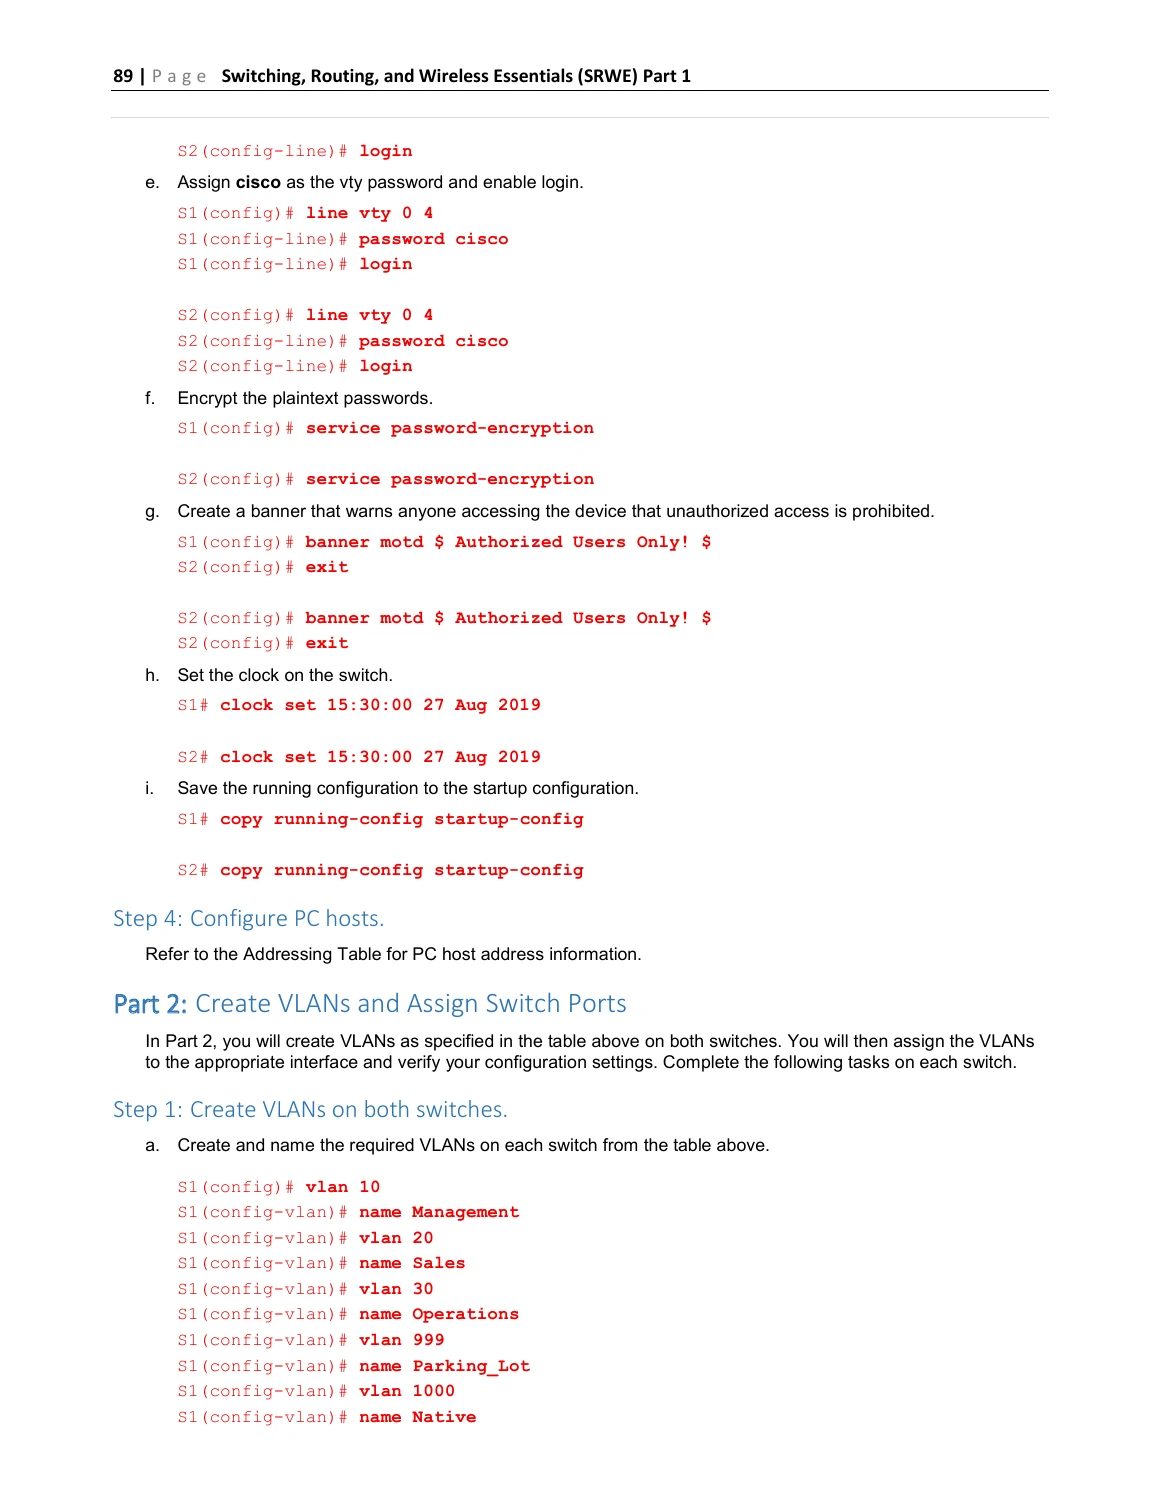 89 | P a g e Switching, Routing, and Wireless Essentials (SRWE) Part 1
S2(config-line)# login
e. Assign cisco as the vty password and enable login.
S1(config)# line vty 0 4
S1(config-line)# password cisco
S1(config-line)# login
S2(config)# line vty 0 4
S2(config-line)# password cisco
S2(config-line)# login
f. Encrypt the plaintext passwords.
S1(config)# service password-encryption
S2(config)# service password-encryption
g. Create a banner that warns anyone accessing the device that unauthorized access is prohibited.
S1(config)# banner motd $ Authorized Users Only! $
S2(config)# exit
S2(config)# banner motd $ Authorized Users Only! $
S2(config)# exit
h. Set the clock on the switch.
S1# clock set 15:30:00 27 Aug 2019
S2# clock set 15:30:00 27 Aug 2019
i. Save the running configuration to the startup configuration.
S1# copy running-config startup-config
S2# copy running-config startup-config
Step 4: Configure PC hosts.
Refer to the Addressing Table for PC host address information.
Part 2: Create VLANs and Assign Switch Ports
In Part 2, you will create VLANs as specified in the table above on both switches. You will then assign the VLANs
to the appropriate interface and verify your configuration settings. Complete the following tasks on each switch.
Step 1: Create VLANs on both switches.
a. Create and name the required VLANs on each switch from the table above.
S1(config)# vlan 10
S1(config-vlan)# name Management
S1(config-vlan)# vlan 20
S1(config-vlan)# name Sales
S1(config-vlan)# vlan 30
S1(config-vlan)# name Operations
S1(config-vlan)# vlan 999
S1(config-vlan)# name Parking_Lot
S1(config-vlan)# vlan 1000
S1(config-vlan)# name Native